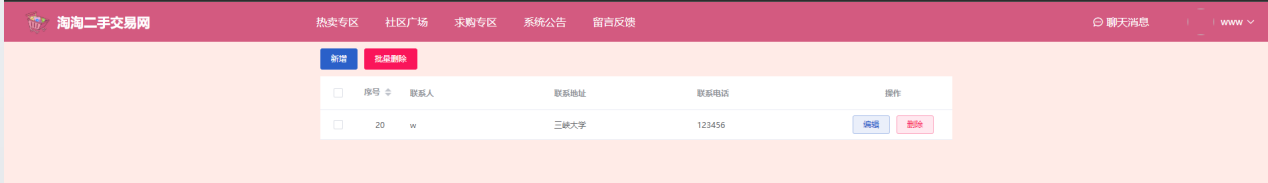 淘淘二手交易网 热卖专区 社区广场 求购专区 系统公告 留言反馈 聊天消息 www
新增 批量删除
序号 联系人 联系地址 联系电话 操作
20 w 三峡大学 123456 编辑 删除